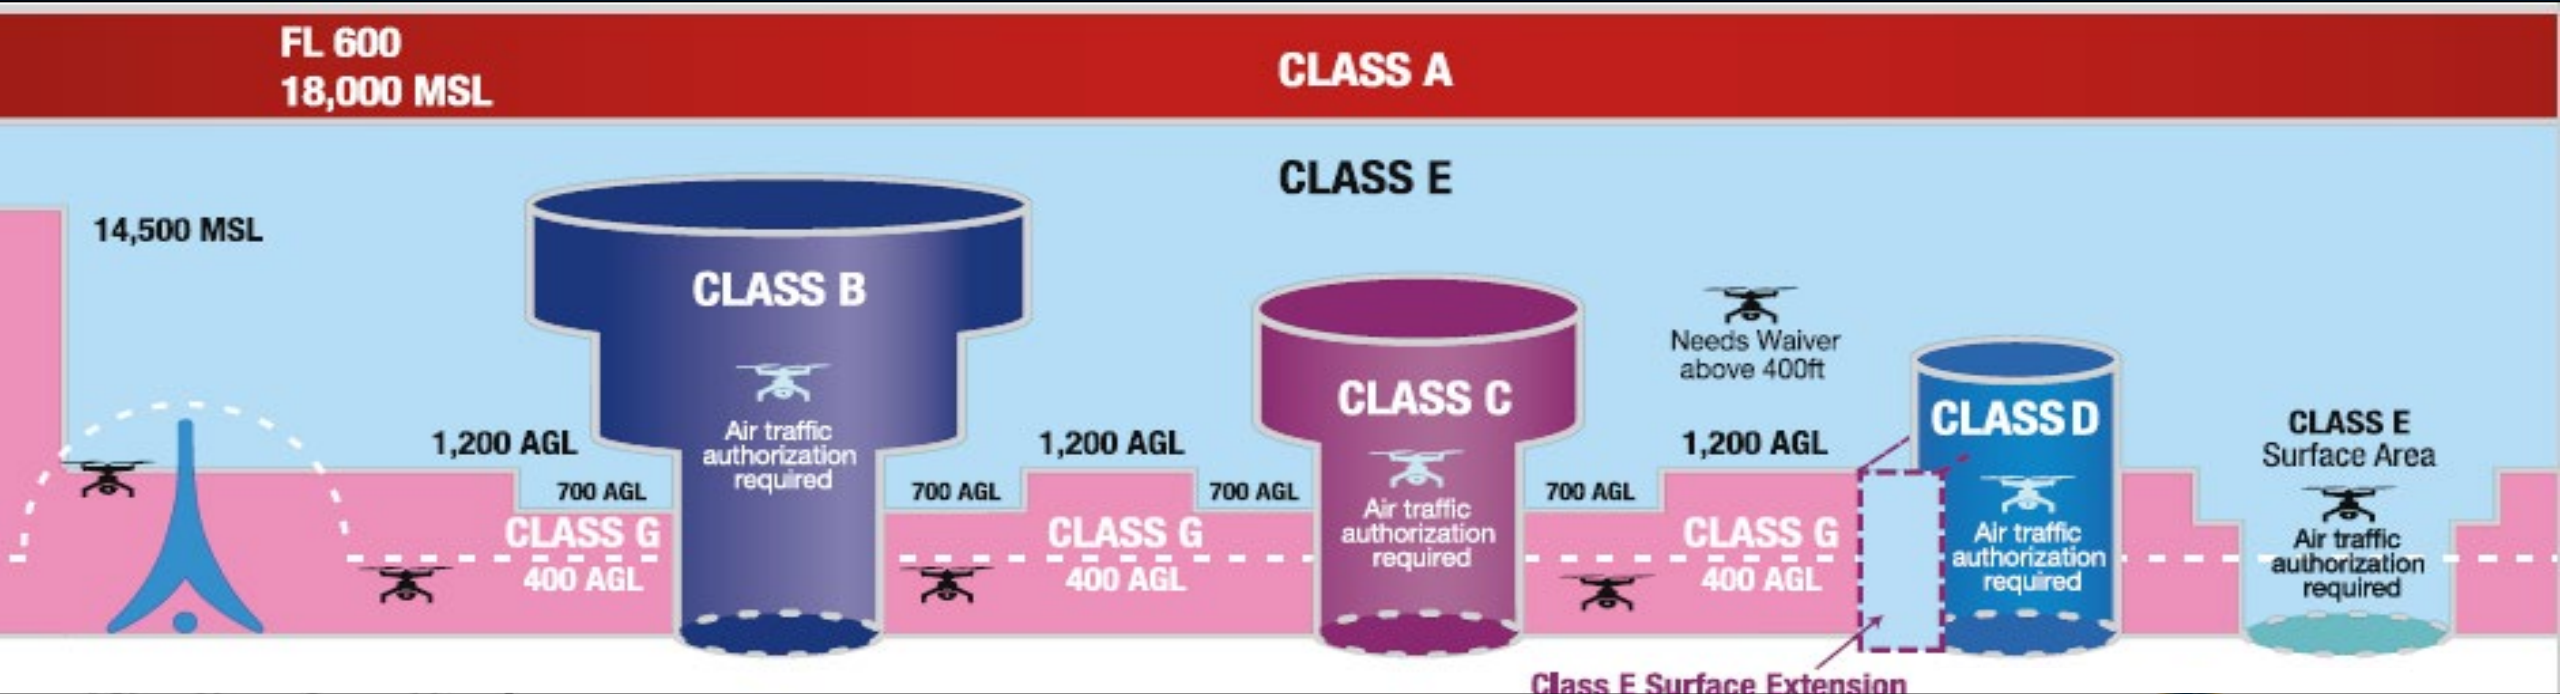 FL 600
18,000 MSL
CLASS A
CLASS E
14,500 MSL
CLASS B
Air traffic
authorization
required
CLASS C
Air traffic
authorization
required
Needs Waiver
above 400ft
CLASS D
Air traffic
authorization
required
CLASS E
Surface Area
Air traffic
authorization
required
1,200 AGL
700 AGL
CLASS G
400 AGL
700 AGL
1,200 AGL
CLASS G
400 AGL
700 AGL
700 AGL
1,200 AGL
CLASS G
400 AGL
Class E Surface Extension